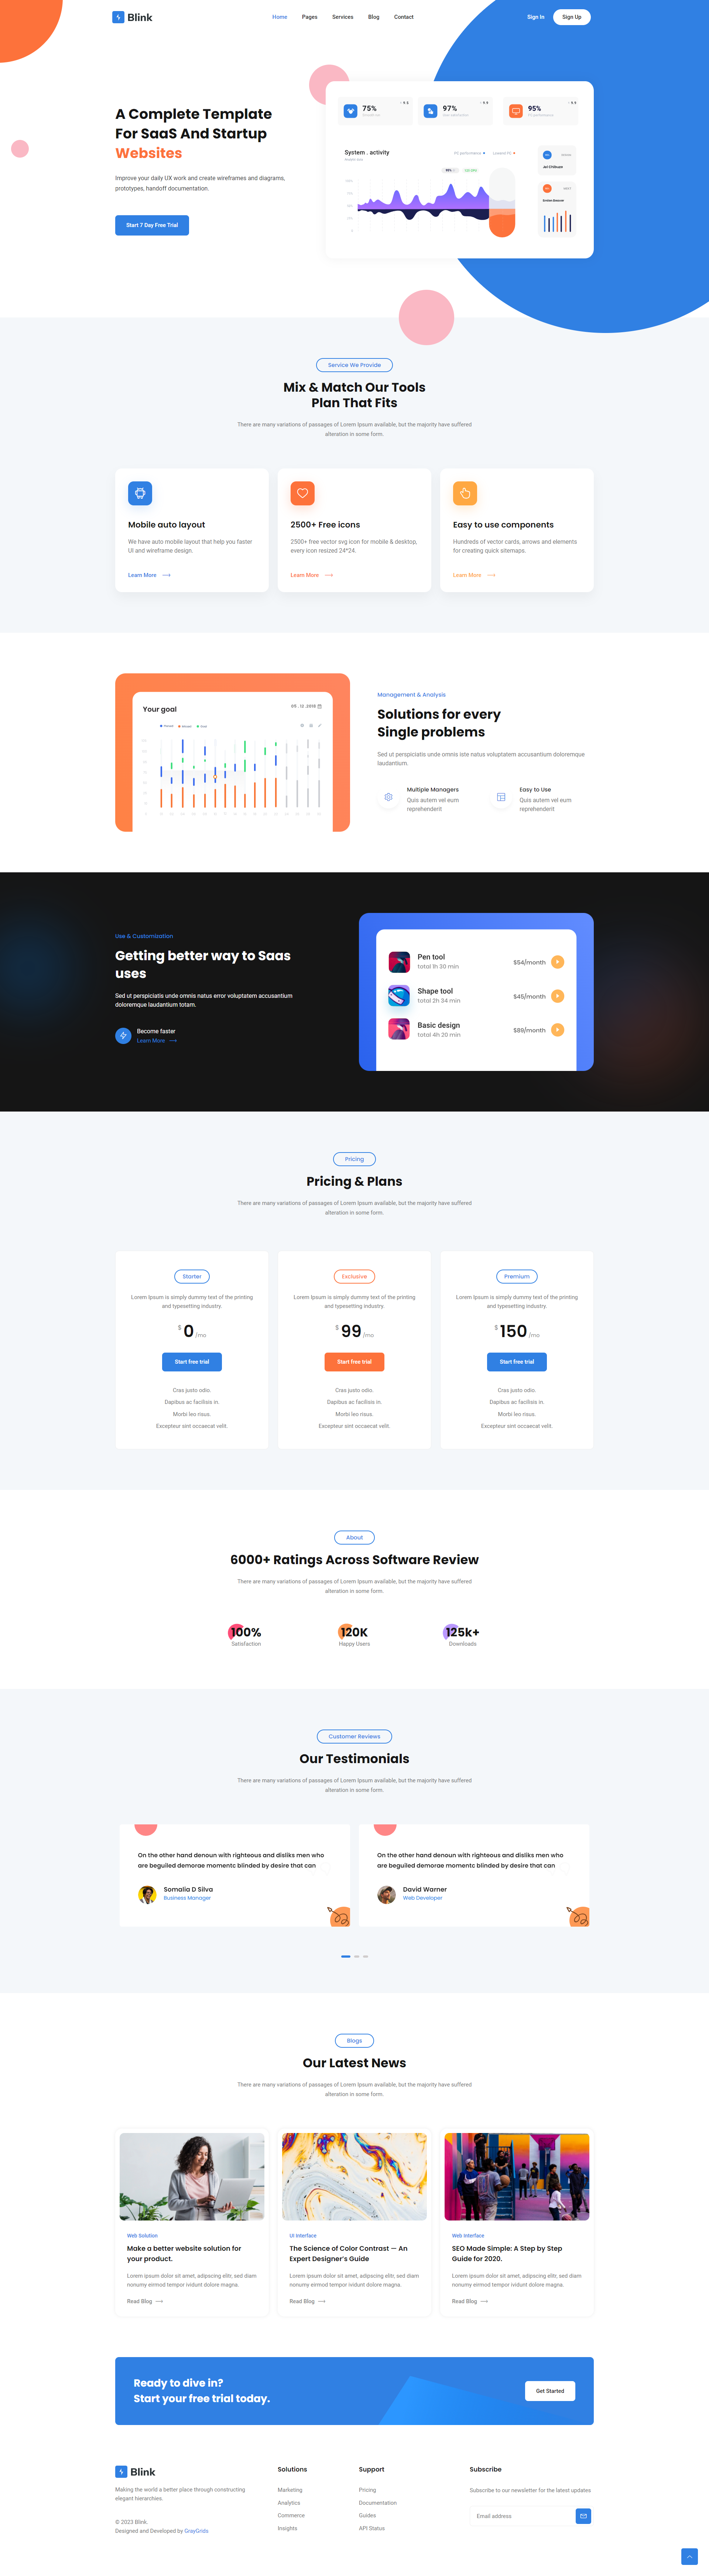 Blink
Home Pages Services Blog Contact
Sign In Sign Up
A Complete Template
For SaaS And Startup
Websites
Improve your daily UX work and create wireframes and diagrams,
prototypes, handoff documentation.
Start 7 Day Free Trial
75%
97%
95%
System . activity
Service We Provide
Mix & Match Our Tools
Plan That Fits
There are many variations of passages of Lorem Ipsum available, but the majority have suffered
alteration in some form.
Mobile auto layout
We have auto mobile layout that help you faster
UI and wireframe design.
Learn More
2500+ Free icons
2500+ free vector svg icon for mobile & desktop,
every icon resized 24*24.
Learn More
Easy to use components
Hundreds of vector cards, arrows and elements
for creating quick sitemaps.
Learn More
Your goal
Management & Analysis
Solutions for every
Single problems
Sed ut perspiciatis unde omnis iste natus voluptatem accusantium doloremque
laudantium.
Multiple Managers
Quis autem vel eum
reprehenderit
Easy to Use
Quis autem vel eum
reprehenderit
Use & Customization
Getting better way to Saas
uses
Sed ut perspiciatis unde omnis natus error voluptatem accusantium
doloremque laudantium totam.
Become faster
Learn More
Pen tool
total 1h 30 min
$54/month
Shape tool
total 2h 34 min
$45/month
Basic design
total 4h 20 min
$89/month
Pricing
Pricing & Plans
There are many variations of passages of Lorem Ipsum available, but the majority have suffered
alteration in some form.
Starter
Lorem Ipsum is simply dummy text of the printing
and typesetting industry.
$ 0 /mo
Start free trial
Cras justo odio.
Dapibus ac facilisis in.
Morbi leo risus.
Excepteur sint occaecat velit.
Exclusive
Lorem Ipsum is simply dummy text of the printing
and typesetting industry.
$ 99 /mo
Start free trial
Cras justo odio.
Dapibus ac facilisis in.
Morbi leo risus.
Excepteur sint occaecat velit.
Premium
Lorem Ipsum is simply dummy text of the printing
and typesetting industry.
$ 150 /mo
Start free trial
Cras justo odio.
Dapibus ac facilisis in.
Morbi leo risus.
Excepteur sint occaecat velit.
About
6000+ Ratings Across Software Review
There are many variations of passages of Lorem Ipsum available, but the majority have suffered
alteration in some form.
100%
Satisfaction
120K
Happy Users
125k+
Downloads
Customer Reviews
Our Testimonials
There are many variations of passages of Lorem Ipsum available, but the majority have suffered
alteration in some form.
On the other hand denoun with righteous and disliks men who
are beguiled demorae momentc blinded by desire that can
Somalia D Silva
Business Manager
On the other hand denoun with righteous and disliks men who
are beguiled demorae momentc blinded by desire that can
David Warner
Web Developer
Blogs
Our Latest News
There are many variations of passages of Lorem Ipsum available, but the majority have suffered
alteration in some form.
Web Solution
Make a better website solution for
your product.
Lorem ipsum dolor sit amet, adipscing elitr, sed diam
nonumy eirmod tempor ividunt dolore magna.
Read Blog
UI Interface
The Science of Color Contrast — An
Expert Designer's Guide
Lorem ipsum dolor sit amet, adipscing elitr, sed diam
nonumy eirmod tempor ividunt dolore magna.
Read Blog
Web Interface
SEO Made Simple: A Step by Step
Guide for 2020.
Lorem ipsum dolor sit amet, adipscing elitr, sed diam
nonumy eirmod tempor ividunt dolore magna.
Read Blog
Ready to dive in?
Start your free trial today.
Get Started
Blink
Making the world a better place through constructing
elegant hierarchies.
© 2023 Blink.
Designed and Developed by GrayGrids
Solutions
Marketing
Analytics
Commerce
Insights
Support
Pricing
Documentation
Guides
API Status
Subscribe
Subscribe to our newsletter for the latest updates
Email address